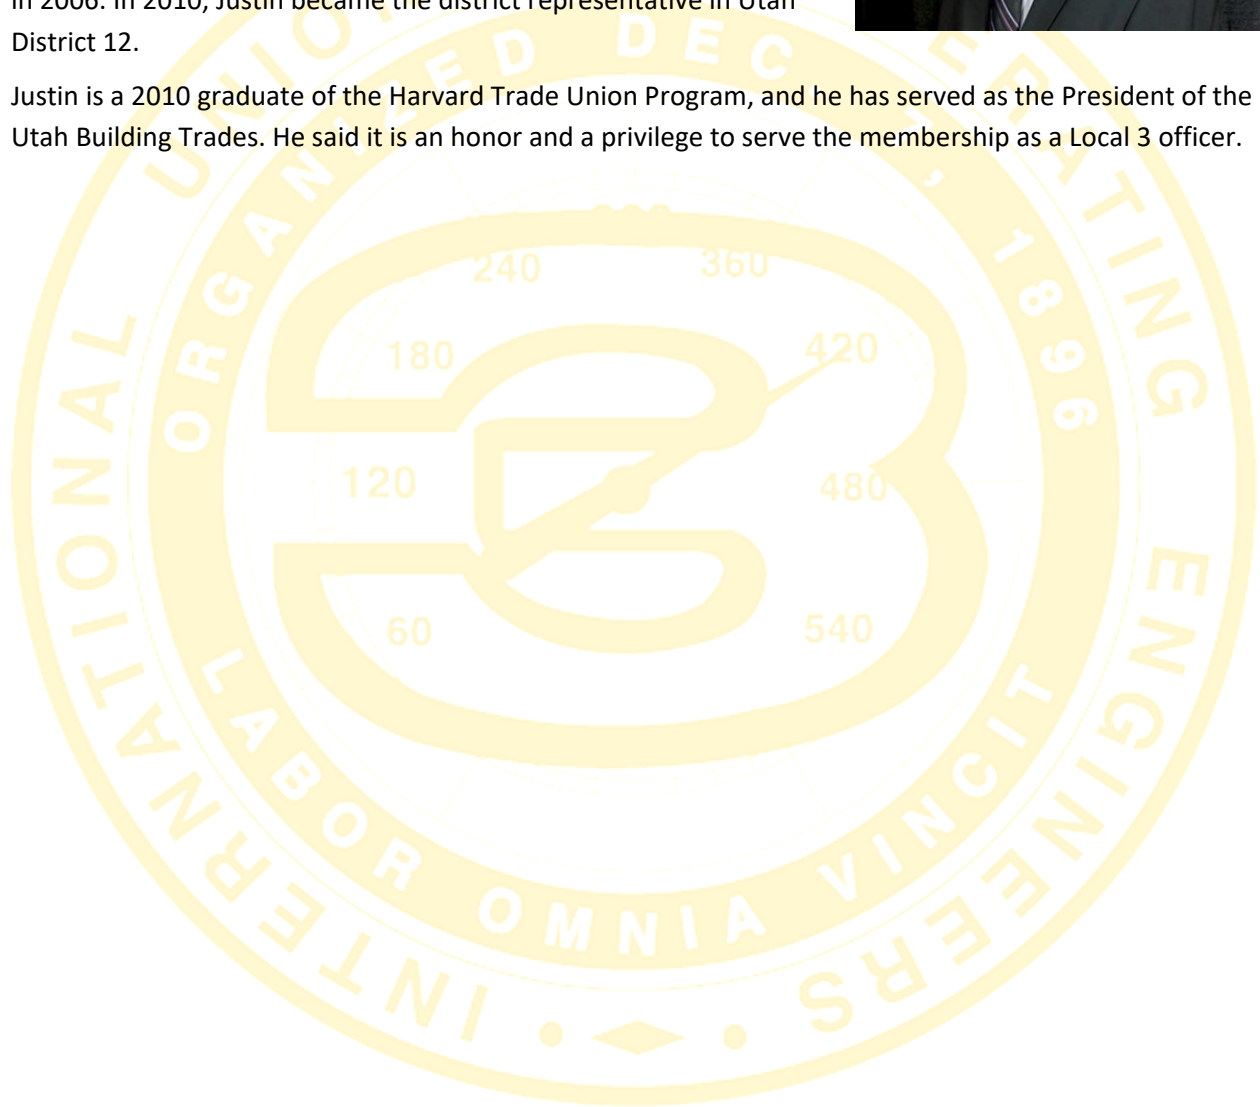 in 2006. In 2010, Justin became the district representative in Utah
District 12.
Justin is a 2010 graduate of the Harvard Trade Union Program, and he has served as the President of the
Utah Building Trades. He said it is an honor and a privilege to serve the membership as a Local 3 officer.
INTERNATIONAL UNION OPERATING ENGINEERS
ORGANIZED DEC 7, 1896
LABOR OMNIA VINCIT
60
120
180
240
300
360
420
480
540
3